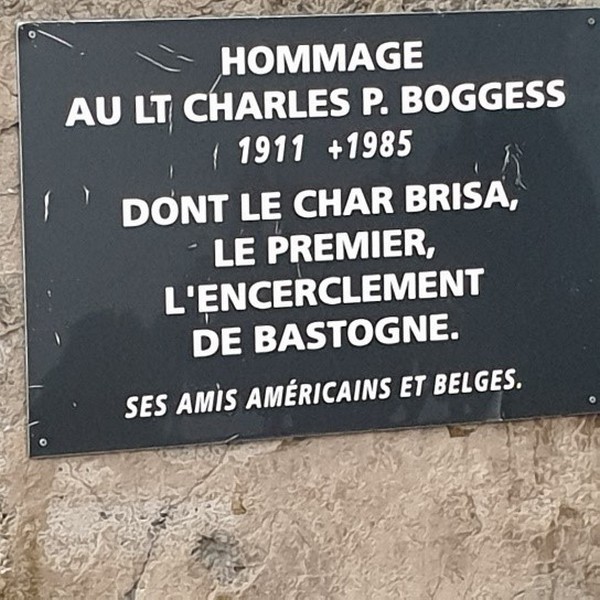 HOMMAGE
AU LT CHARLES P. BOGGESS
1911 +1985
DONT LE CHAR BRISA,
LE PREMIER,
L'ENCERCLEMENT
DE BASTOGNE.
SES AMIS AMÉRICAINS ET BELGES.